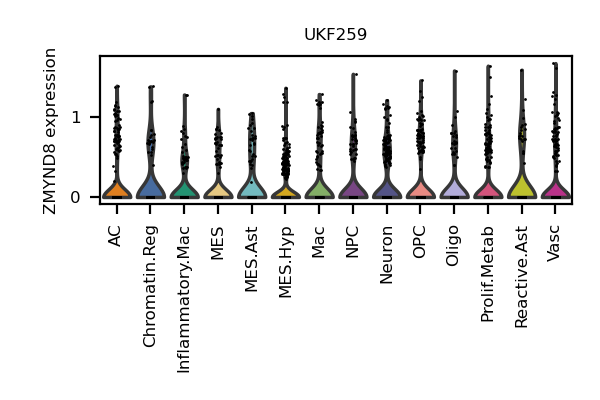 UKF259
ZMYND8 expression
1
0
AC
Chromatin.Reg
Inflammatory.Mac
MES
MES.Ast
MES.Hyp
Mac
NPC
Neuron
OPC
Oligo
Prolif.Metab
Reactive.Ast
Vasc